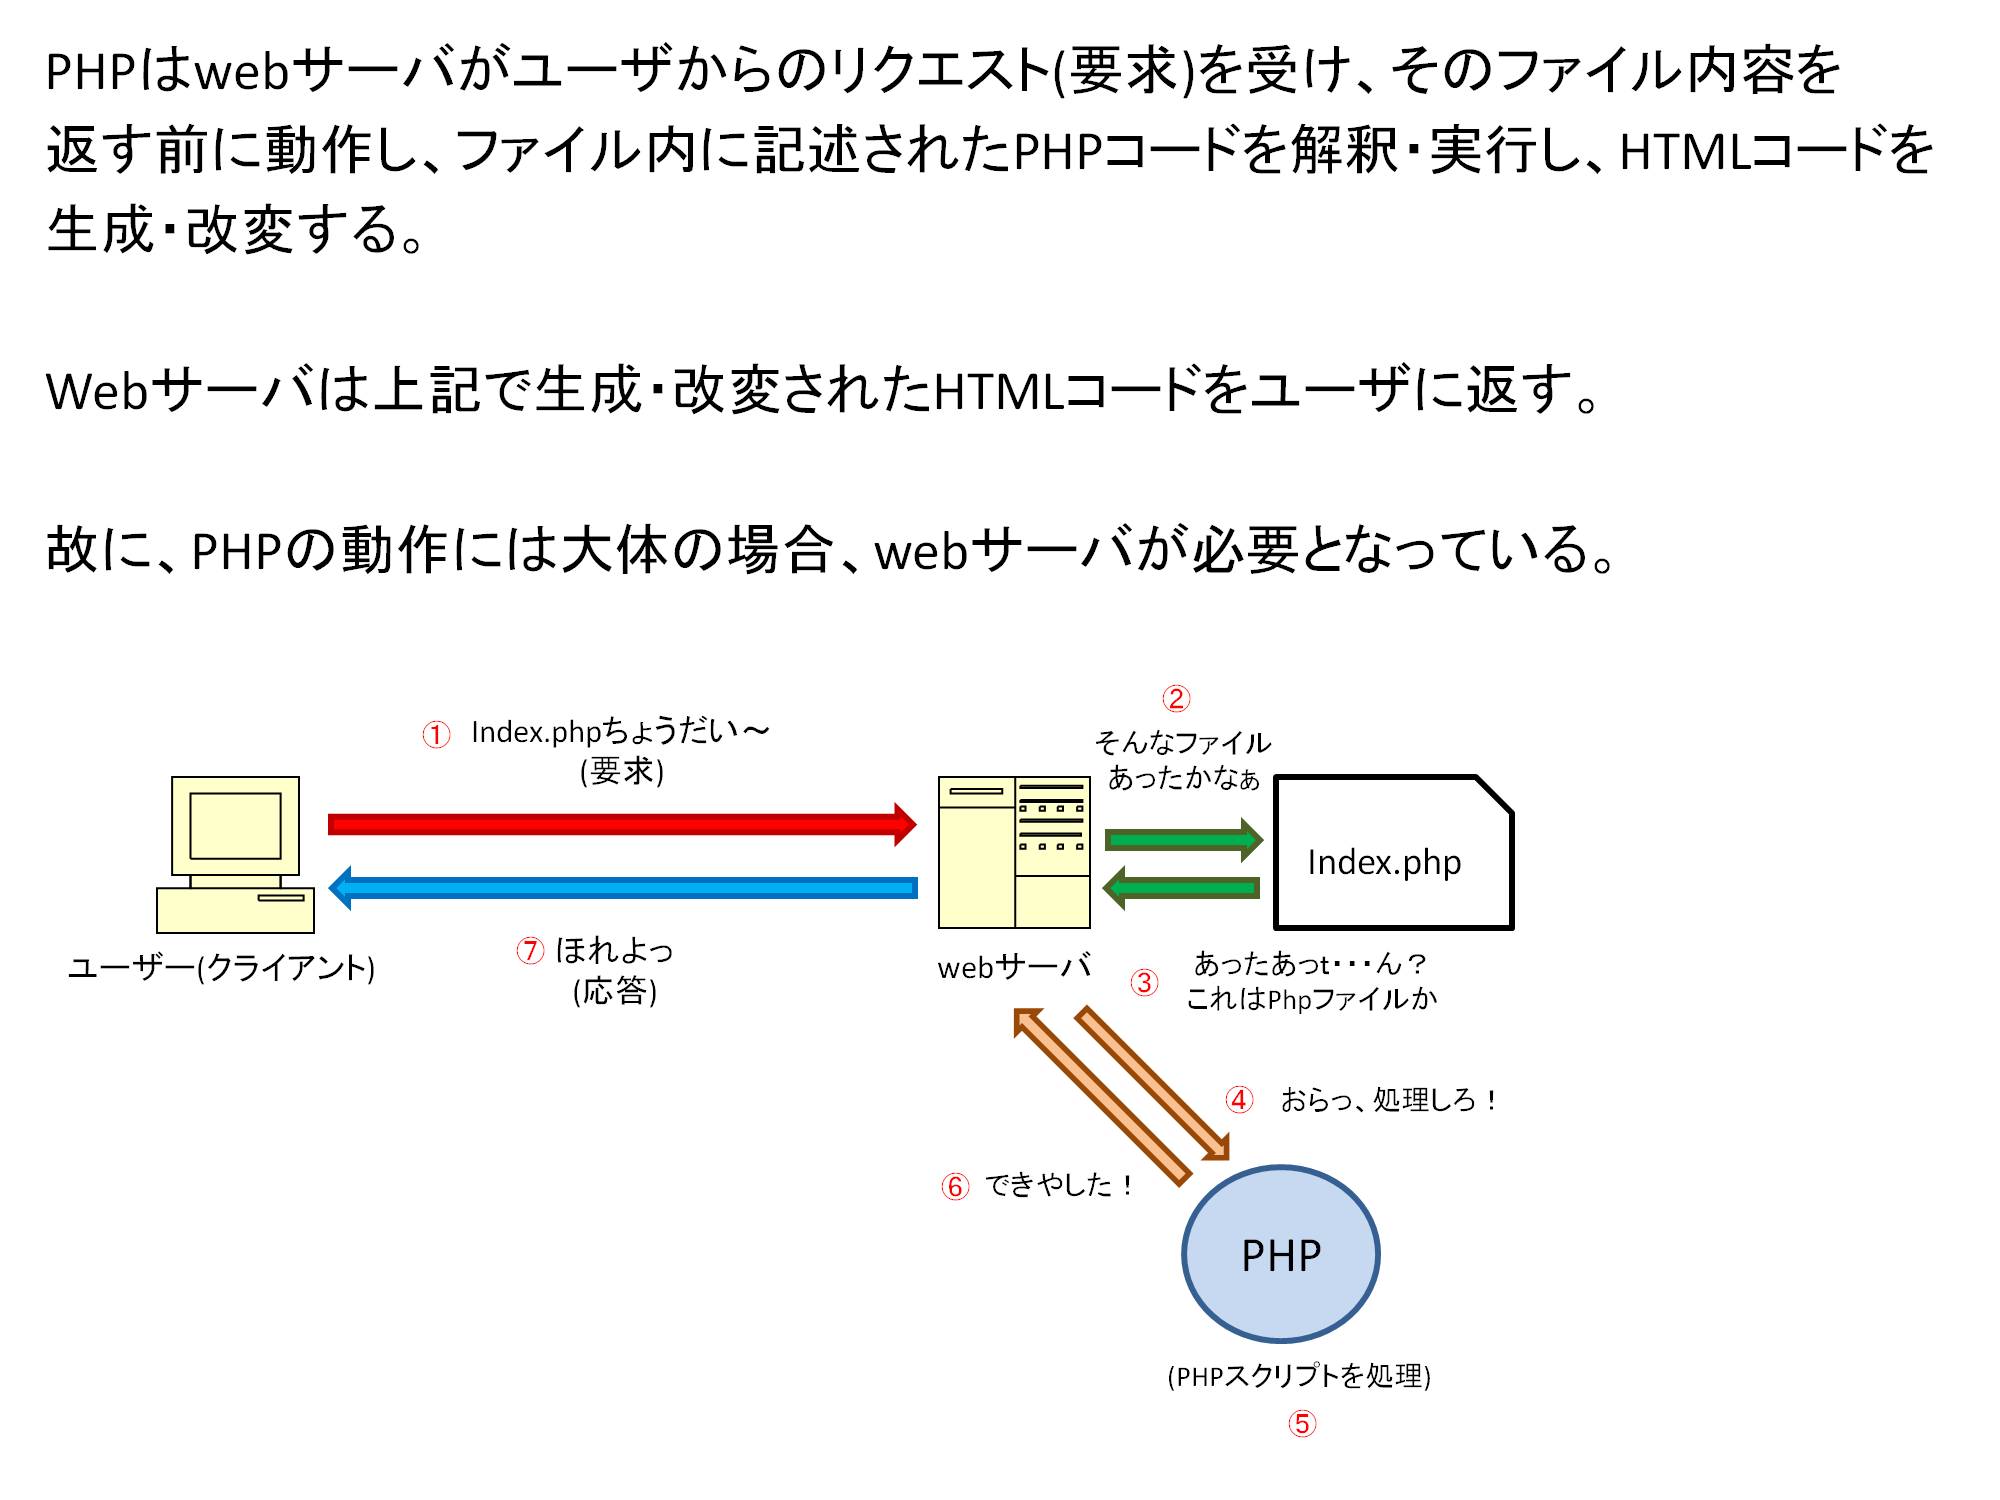 PHPはwebサーバがユーザからのリクエスト(要求)を受け、そのファイル内容を
返す前に動作し、ファイル内に記述されたPHPコードを解釈・実行し、HTMLコードを
生成・改変する。
Webサーバは上記で生成・改変されたHTMLコードをユーザに返す。
故に、PHPの動作には大体の場合、webサーバが必要となっている。
① Index.phpちょうだい～
(要求)
②
そんなファイル
あったかなぁ
Index.php
ユーザー(クライアント)
⑦ ほれよっ
(応答)
webサーバ
③ あったあっt・・・ん？
これはPhpファイルか
④ おらっ、処理しろ！
⑥ できやした！
PHP
(PHPスクリプトを処理)
⑤